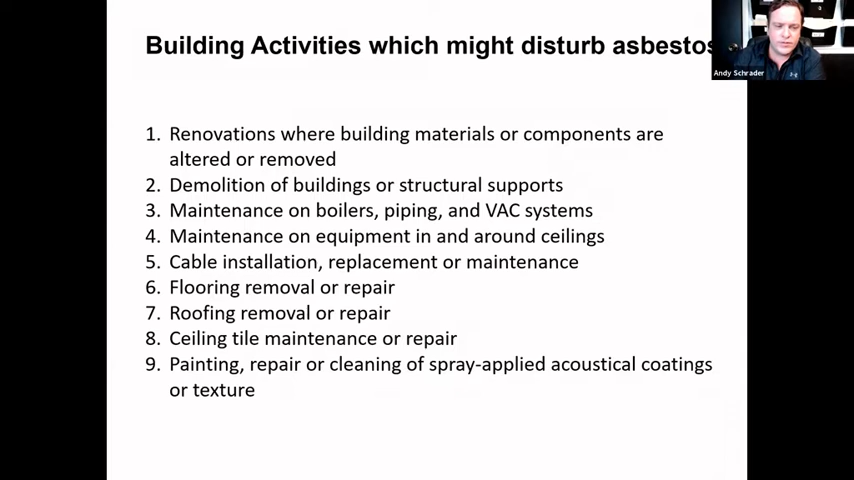 Building Activities which might disturb asbestos
Andy Schrader
1. Renovations where building materials or components are
altered or removed
2. Demolition of buildings or structural supports
3. Maintenance on boilers, piping, and VAC systems
4. Maintenance on equipment in and around ceilings
5. Cable installation, replacement or maintenance
6. Flooring removal or repair
7. Roofing removal or repair
8. Ceiling tile maintenance or repair
9. Painting, repair or cleaning of spray-applied acoustical coatings
or texture